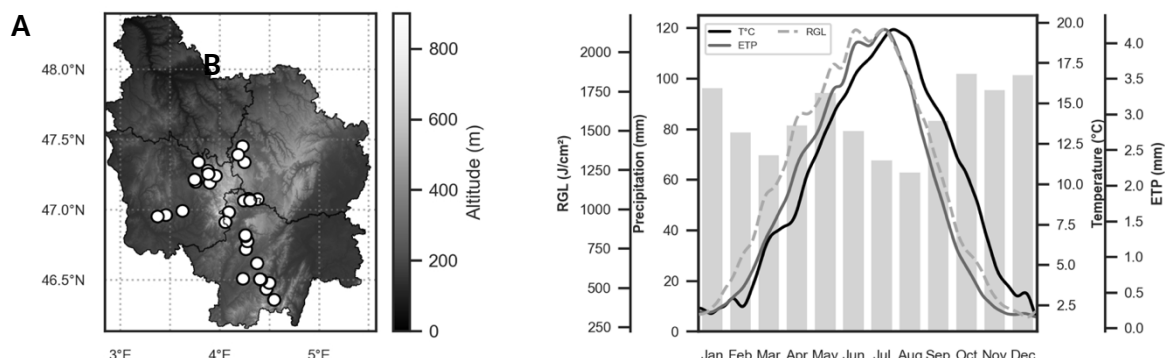 A
B
48.0°N
47.5°N
47.0°N
46.5°N
3°E
4°E
5°E
800
600
400
200
0
Altitude (m)
RGL (J/cm²)
2000
1750
1500
1250
1000
750
500
250
Precipitation (mm)
120
100
80
60
40
20
0
T°C
ETP
RGL
Jan Feb Mar Apr May Jun Jul Aug Sep Oct Nov Dec
Temperature (°C)
20.0
17.5
15.0
12.5
10.0
7.5
5.0
2.5
ETP (mm)
4.0
3.5
3.0
2.5
2.0
1.5
1.0
0.5
0.0